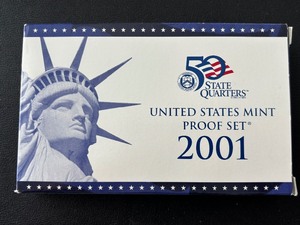 50
STATE
QUARTERS
UNITED STATES MINT
PROOF SET®
2001